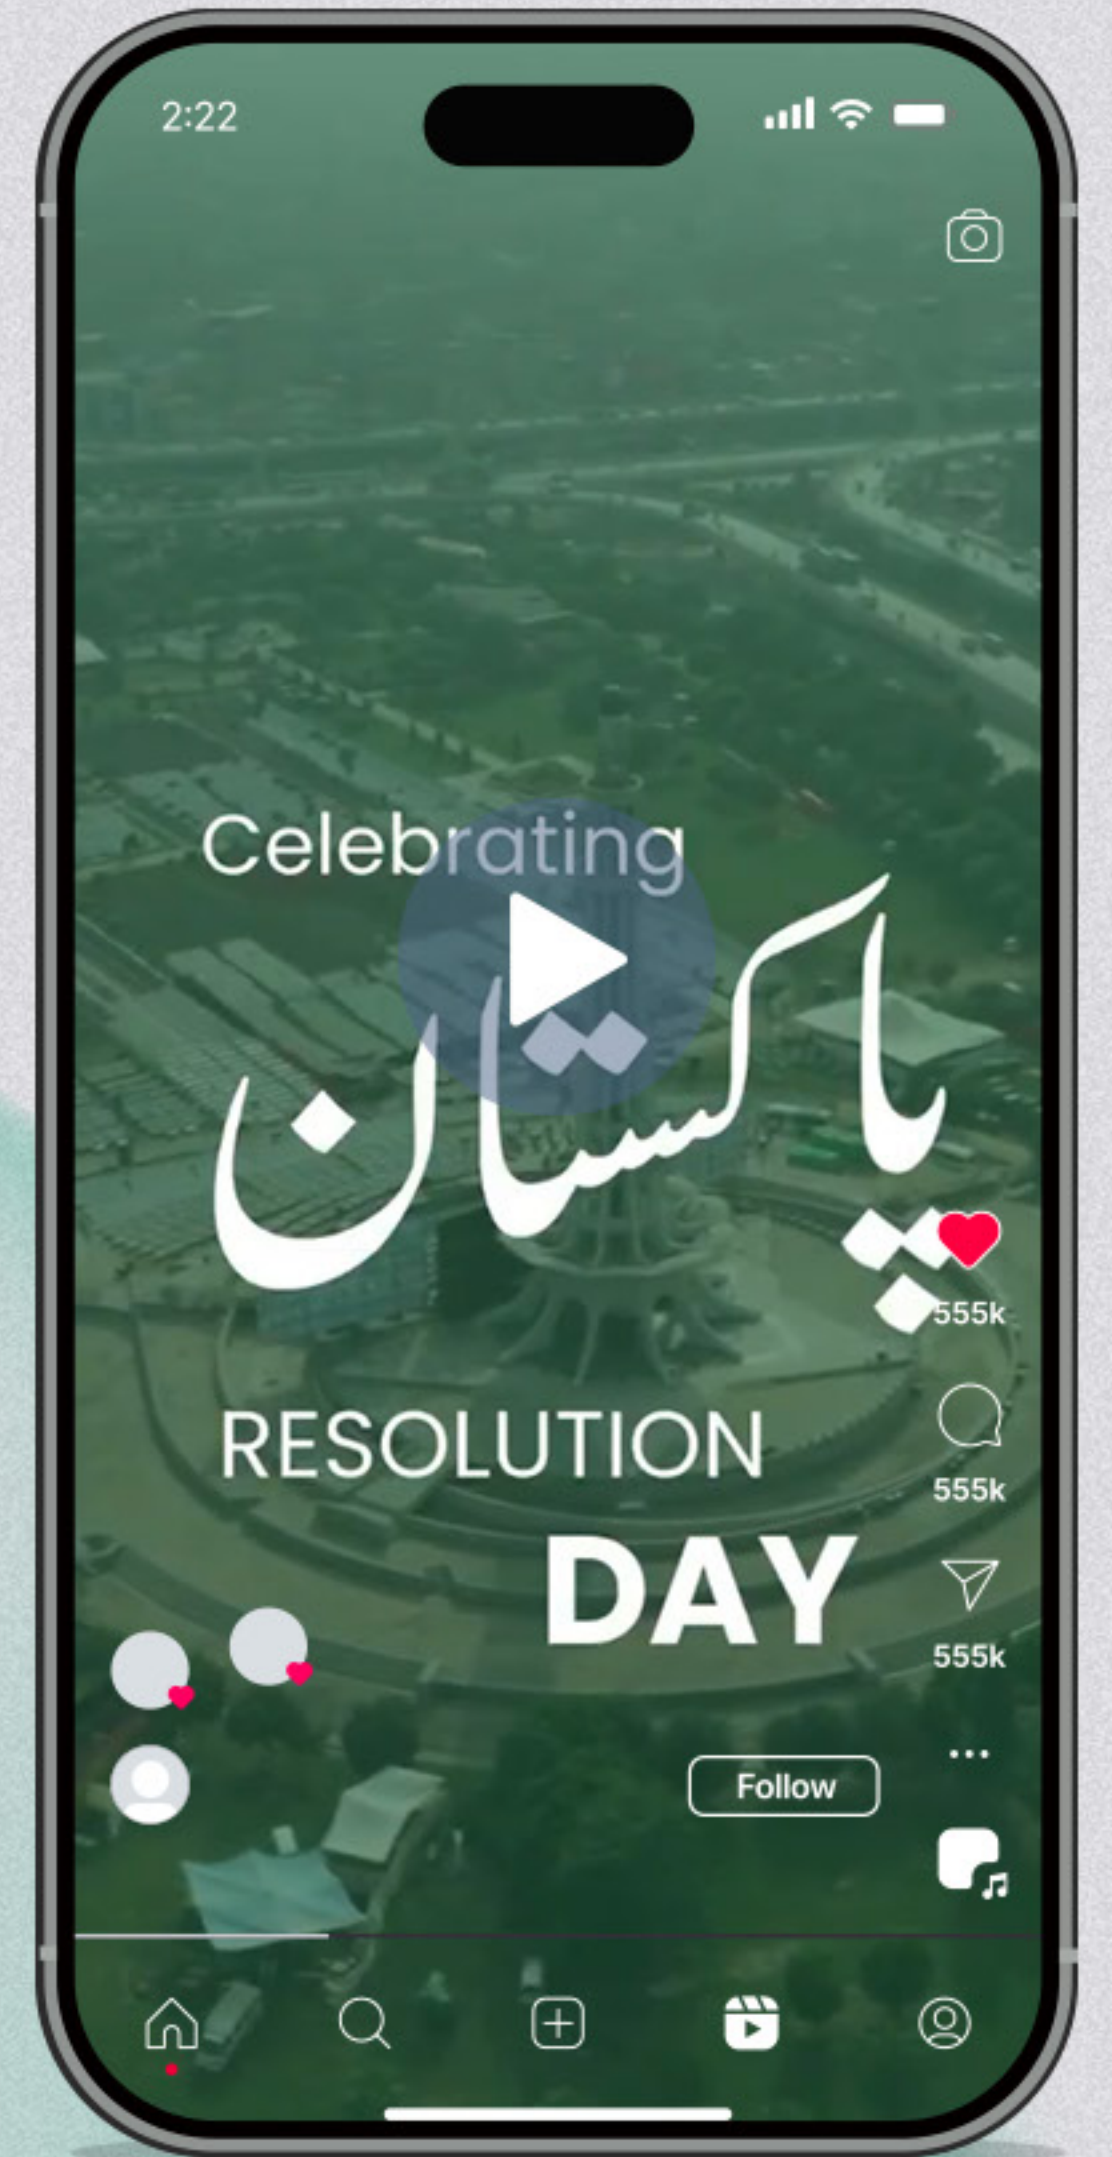 2:22
Celebrating
پاکستان
555k
RESOLUTION
555k
DAY
555k
Follow